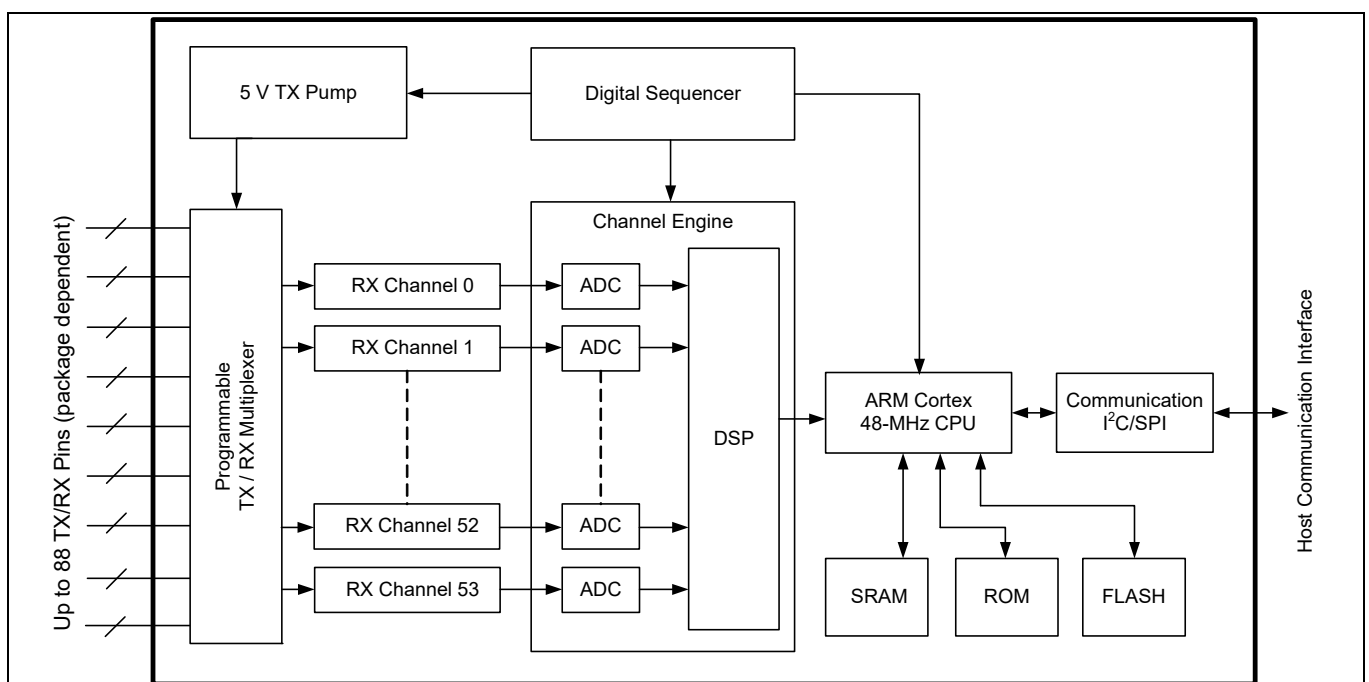 5 V TX Pump
Digital Sequencer
Up to 88 TX/RX Pins (package dependent)
Programmable
TX / RX Multiplexer
Channel Engine
RX Channel 0
ADC
RX Channel 1
ADC
RX Channel 52
ADC
RX Channel 53
ADC
DSP
ARM Cortex
48-MHz CPU
Communication
I²C/SPI
SRAM
ROM
FLASH
Host Communication Interface